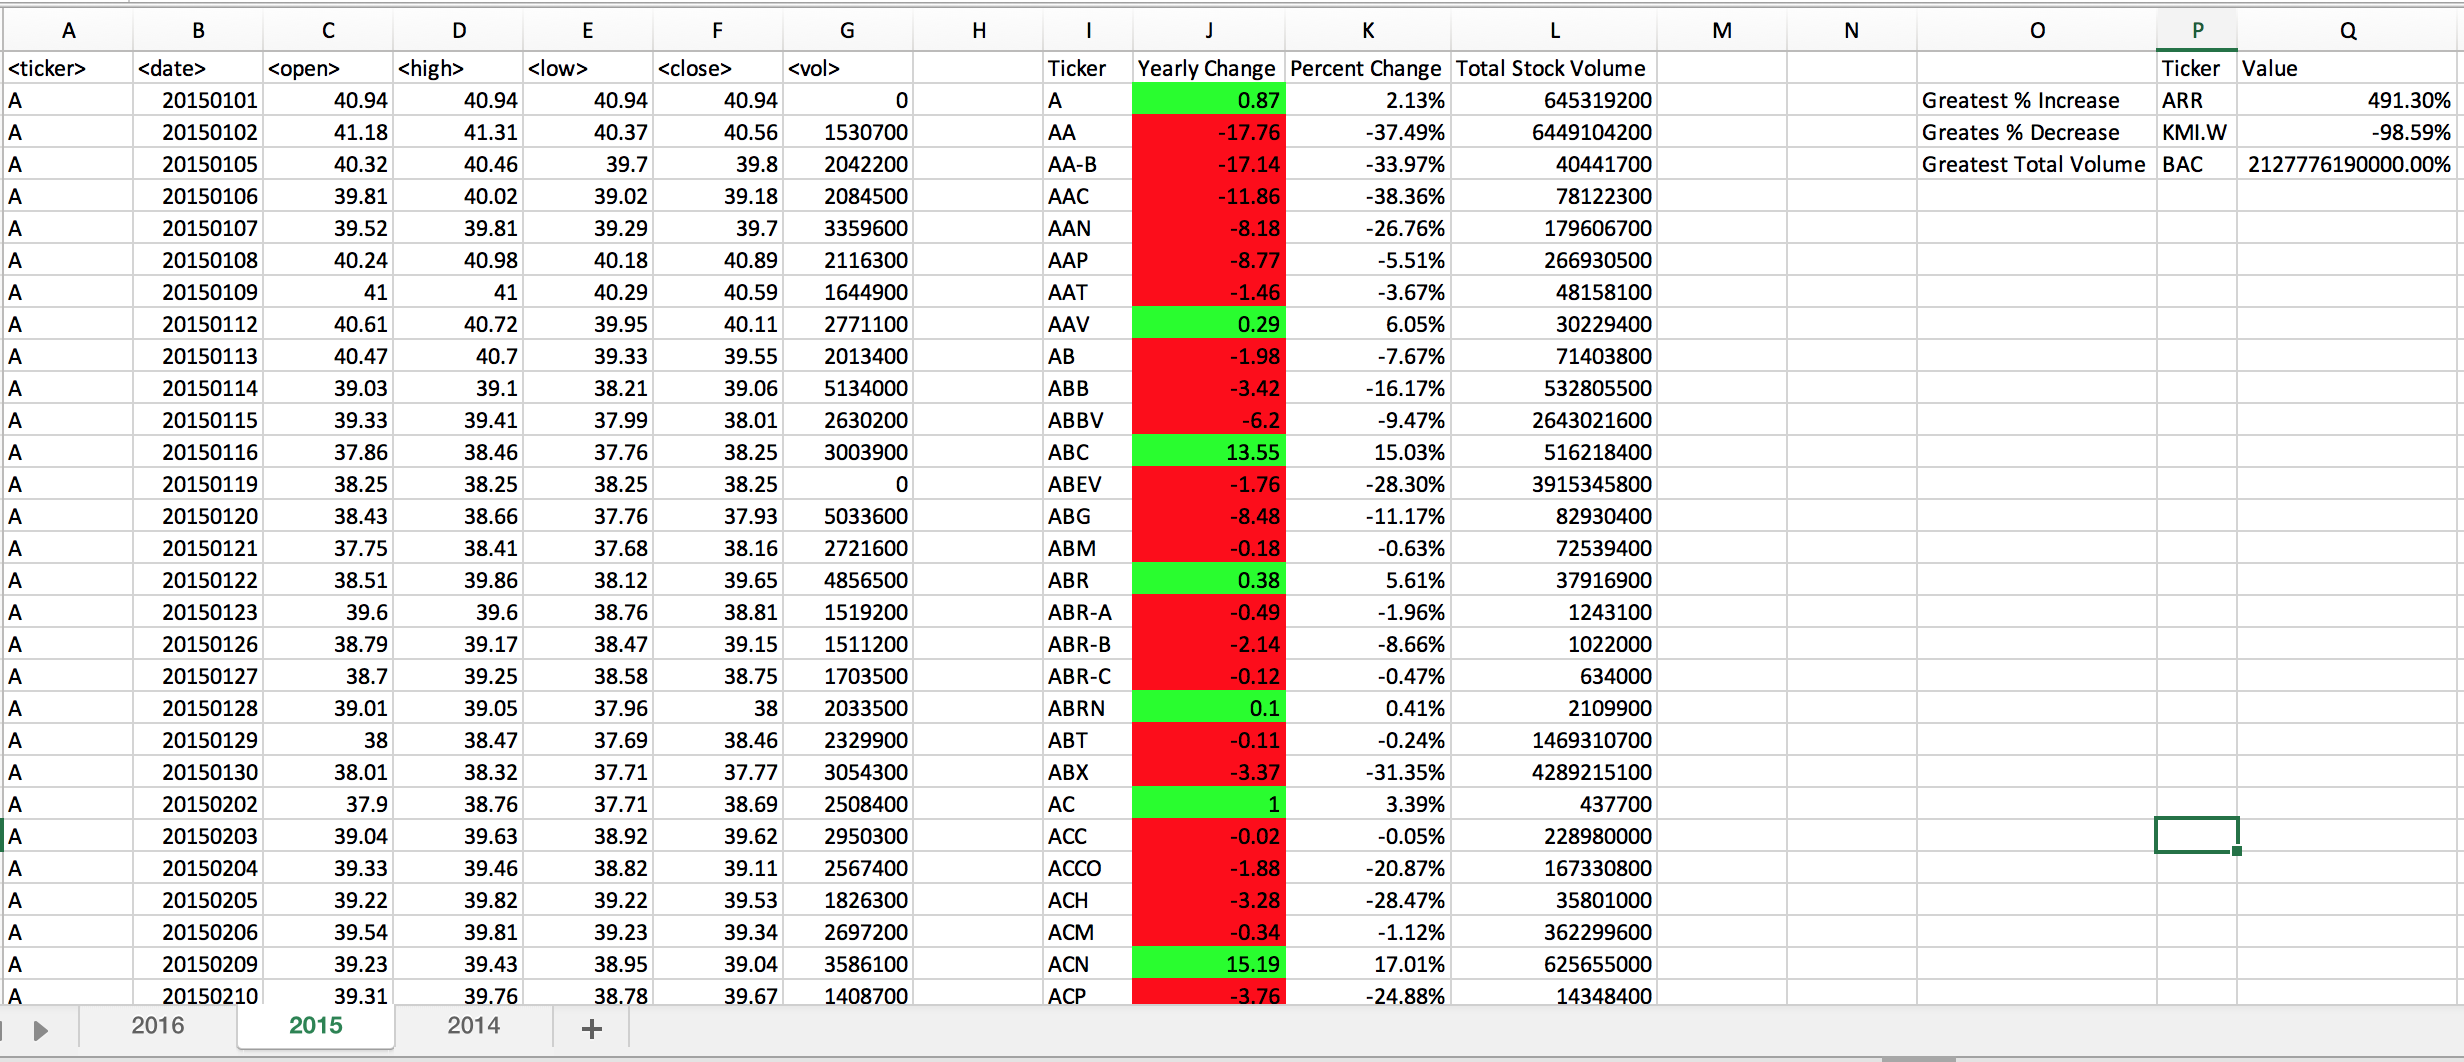 A B C D E F G H I J K L M N O P Q
<ticker> <date> <open> <high> <low> <close> <vol> Ticker Yearly Change Percent Change Total Stock Volume Ticker Value
A 20150101 40.94 40.94 40.94 40.94 0 A 0.87 2.13% 645319200 Greatest % Increase ARR 491.30%
A 20150102 41.18 41.31 40.37 40.56 1530700 AA -17.76 -37.49% 6449104200 Greates % Decrease KMI.W -98.59%
A 20150105 40.32 40.46 39.7 39.8 2042200 AA-B -17.14 -33.97% 40441700 Greatest Total Volume BAC 2127776190000.00%
A 20150106 39.81 40.02 39.02 39.18 2084500 AAC -11.86 -38.36% 78122300
A 20150107 39.52 39.81 39.29 39.7 3359600 AAN -8.18 -26.76% 179606700
A 20150108 40.24 40.98 40.18 40.89 2116300 AAP -8.77 -5.51% 266930500
A 20150109 41 41 40.29 40.59 1644900 AAT -1.46 -3.67% 48158100
A 20150112 40.61 40.72 39.95 40.11 2771100 AAV 0.29 6.05% 30229400
A 20150113 40.47 40.7 39.33 39.55 2013400 AB -1.98 -7.67% 71403800
A 20150114 39.03 39.1 38.21 39.06 5134000 ABB -3.42 -16.17% 532805500
A 20150115 39.33 39.41 37.99 38.01 2630200 ABBV -6.2 -9.47% 2643021600
A 20150116 37.86 38.46 37.76 38.25 3003900 ABC 13.55 15.03% 516218400
A 20150119 38.25 38.25 38.25 38.25 0 ABEV -1.76 -28.30% 3915345800
A 20150120 38.43 38.66 37.76 37.93 5033600 ABG -8.48 -11.17% 82930400
A 20150121 37.75 38.41 37.68 38.16 2721600 ABM -0.18 -0.63% 72539400
A 20150122 38.51 39.86 38.12 39.65 4856500 ABR 0.38 5.61% 37916900
A 20150123 39.6 39.6 38.76 38.81 1519200 ABR-A -0.49 -1.96% 1243100
A 20150126 38.79 39.17 38.47 39.15 1511200 ABR-B -2.14 -8.66% 1022000
A 20150127 38.7 39.25 38.58 38.75 1703500 ABR-C -0.12 -0.47% 634000
A 20150128 39.01 39.05 37.96 38 2033500 ABRN 0.1 0.41% 2109900
A 20150129 38 38.47 37.69 38.46 2329900 ABT -0.11 -0.24% 1469310700
A 20150130 38.01 38.32 37.71 37.77 3054300 ABX -3.37 -31.35% 4289215100
A 20150202 37.9 38.76 37.71 38.69 2508400 AC 1 3.39% 437700
A 20150203 39.04 39.63 38.92 39.62 2950300 ACC -0.02 -0.05% 228980000
A 20150204 39.33 39.46 38.82 39.11 2567400 ACCO -1.88 -20.87% 167330800
A 20150205 39.22 39.82 39.22 39.53 1826300 ACH -3.28 -28.47% 35801000
A 20150206 39.54 39.81 39.23 39.34 2697200 ACM -0.34 -1.12% 362299600
A 20150209 39.23 39.43 38.95 39.04 3586100 ACN 15.19 17.01% 625655000
A 20150210 39.31 39.76 38.78 39.67 1408700 ACP -3.76 -24.88% 14348400
2016 2015 2014 +